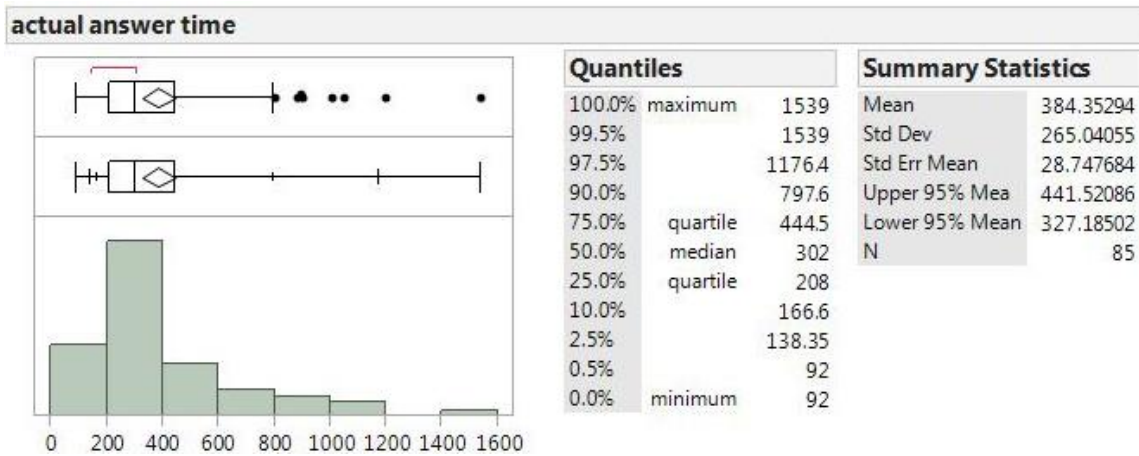 actual answer time
Quantiles
100.0% maximum 1539
99.5% 1539
97.5% 1176.4
90.0% 797.6
75.0% quartile 444.5
50.0% median 302
25.0% quartile 208
10.0% 166.6
2.5% 138.35
0.5% 92
0.0% minimum 92
Summary Statistics
Mean 384.35294
Std Dev 265.04055
Std Err Mean 28.747684
Upper 95% Mea 441.52086
Lower 95% Mean 327.18502
N 85
0 200 400 600 800 1000 1200 1400 1600